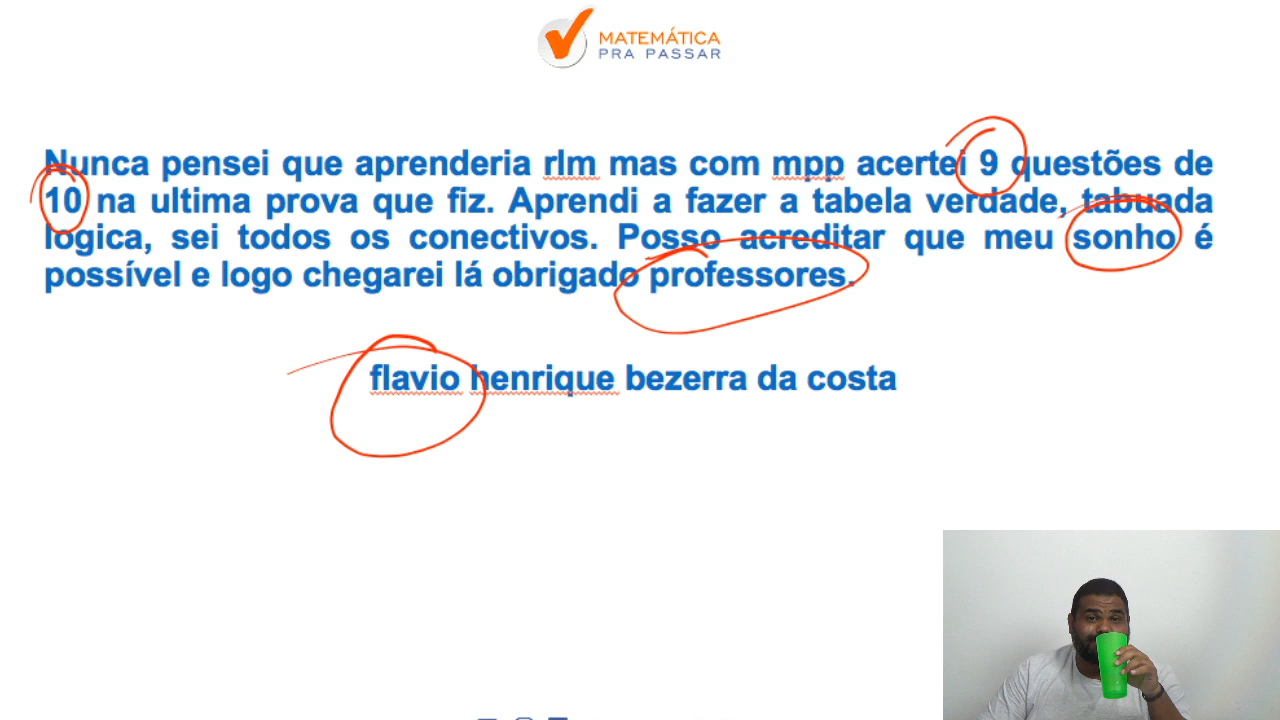 MATEMÁTICA
PRA PASSAR
Nunca pensei que aprenderia rlm mas com mpp acertei 9 questões de
10 na ultima prova que fiz. Aprendi a fazer a tabela verdade, tabuada
lógica, sei todos os conectivos. Posso acreditar que meu sonho é
possível e logo chegarei lá obrigado professores.
flavio henrique bezerra da costa